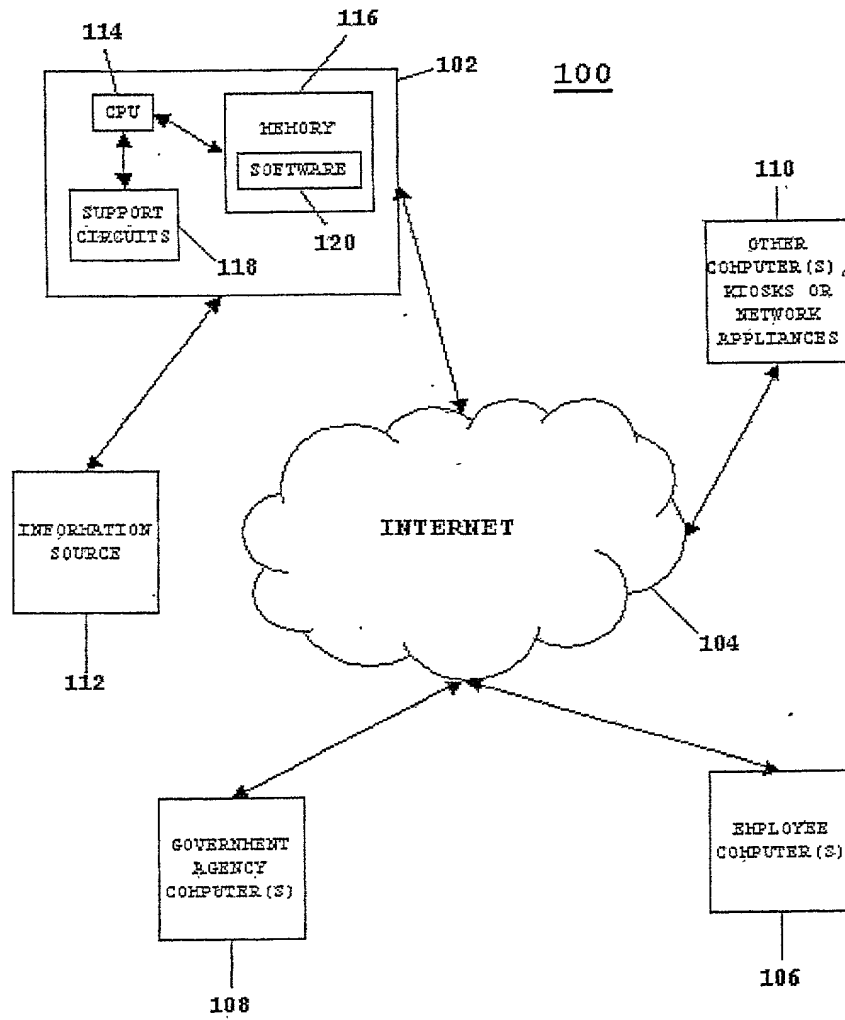 114
116
102
100
CPU
MEMORY
SOFTWARE
SUPPORT
CIRCUITS
118
120
110
OTHER
COMPUTER(S),
KIOSKS OR
NETWORK
APPLIANCES
INFORMATION
SOURCE
INTERNET
112
104
GOVERNMENT
AGENCY
COMPUTER(S)
EMPLOYEE
COMPUTER(S)
108
106